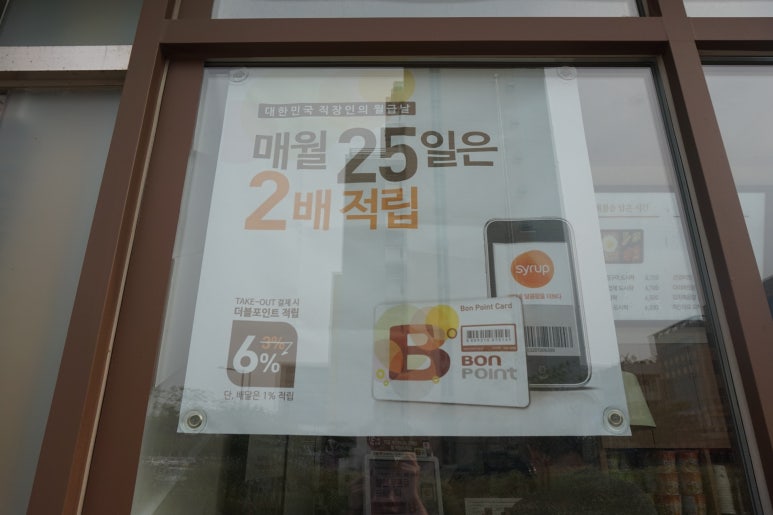 대한민국 직장인의 월급날
매월 25일은
2배 적립
TAKE-OUT 결제 시
더블포인트 적립
3%
6%
단, 배달은 1% 적립
syrup
Bon Point Card
B
BON
POINT